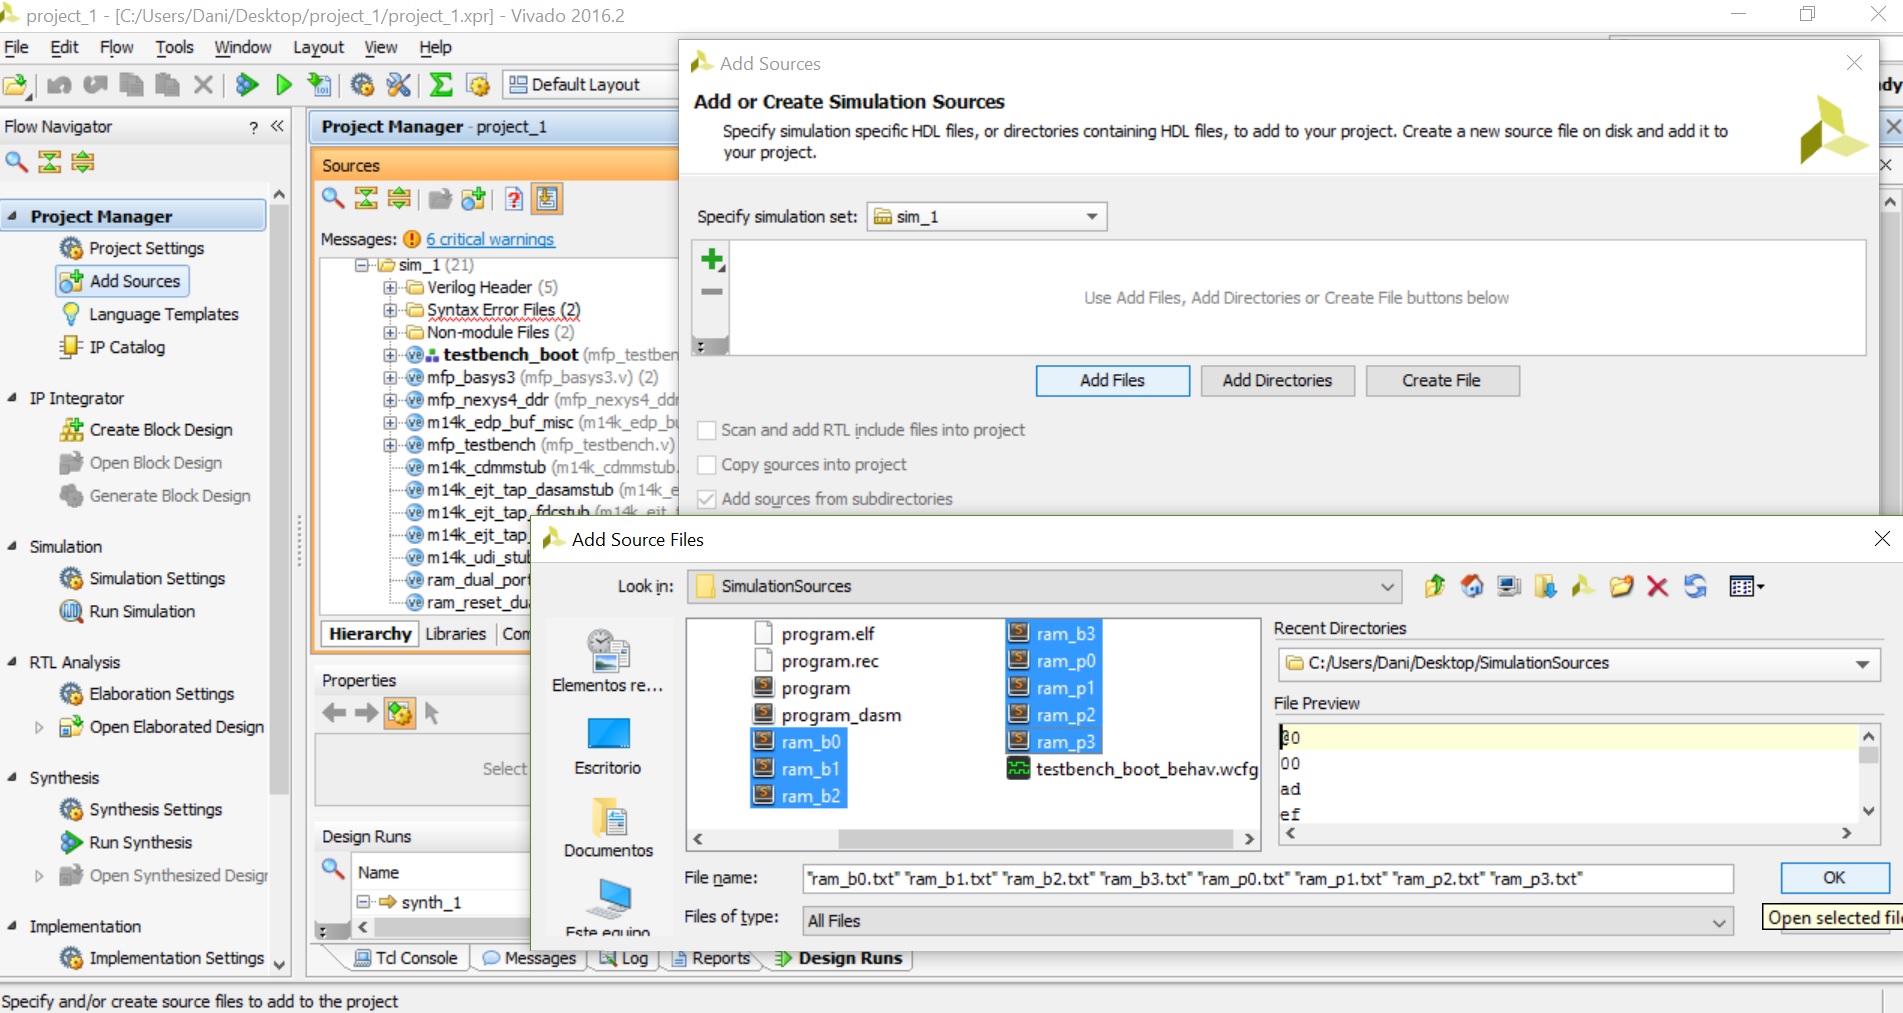 project_1 - [C:/Users/Dani/Desktop/project_1/project_1.xpr] - Vivado 2016.2
File Edit Flow Tools Window Layout View Help
Default Layout
Flow Navigator ? «
Project Manager
Project Settings
Add Sources
Language Templates
IP Catalog
IP Integrator
Create Block Design
Open Block Design
Generate Block Design
Simulation
Simulation Settings
Run Simulation
RTL Analysis
Elaboration Settings
Open Elaborated Design
Synthesis
Synthesis Settings
Run Synthesis
Open Synthesized Design
Implementation
Implementation Settings
Project Manager - project_1
Sources
Messages: 6 critical warnings
sim_1 (21)
Verilog Header (5)
Syntax Error Files (2)
Non-module Files (2)
testbench_boot (mfp_testben
mfp_basys3 (mfp_basys3.v) (2)
mfp_nexys4_ddr (mfp_nexys4_ddr
m14k_edp_buf_misc (m14k_edp_bu
mfp_testbench (mfp_testbench.v)
m14k_cdmmstub (m14k_cdmmstub.
m14k_ejt_tap_dasamstub (m14k_e
m14k_ejt_tap_fdcstub (m14k_ejt_t
m14k_ejt_tap_
m14k_udi_stub
ram_dual_port
ram_reset_dua
Hierarchy Libraries Com
Properties
Select
Design Runs
Name
synth_1
Tcl Console Messages Log Reports Design Runs
Specify and/or create source files to add to the project
dy
Add Sources
Add or Create Simulation Sources
Specify simulation specific HDL files, or directories containing HDL files, to add to your project. Create a new source file on disk and add it to
your project.
Specify simulation set: sim_1
Use Add Files, Add Directories or Create File buttons below
Add Files Add Directories Create File
Scan and add RTL include files into project
Copy sources into project
Add sources from subdirectories
Add Source Files
Look in: SimulationSources
Elementos re...
Escritorio
Documentos
Este equipo
program.elf
program.rec
program
program_dasm
ram_b0
ram_b1
ram_b2
ram_b3
ram_p0
ram_p1
ram_p2
ram_p3
testbench_boot_behav.wcfg
Recent Directories
C:/Users/Dani/Desktop/SimulationSources
File Preview
@0
00
ad
ef
File name: "ram_b0.txt" "ram_b1.txt" "ram_b2.txt" "ram_b3.txt" "ram_p0.txt" "ram_p1.txt" "ram_p2.txt" "ram_p3.txt"
Files of type: All Files
OK
Open selected file